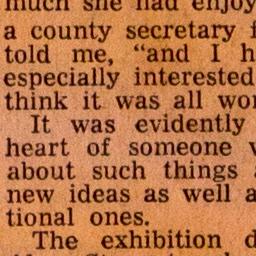 much she had enjoy
a county secretary
told me, “and I h
especially interested
think it was all wo
It was evidently
heart of someone
about such things
new ideas as well a
tional ones.
The exhibition d